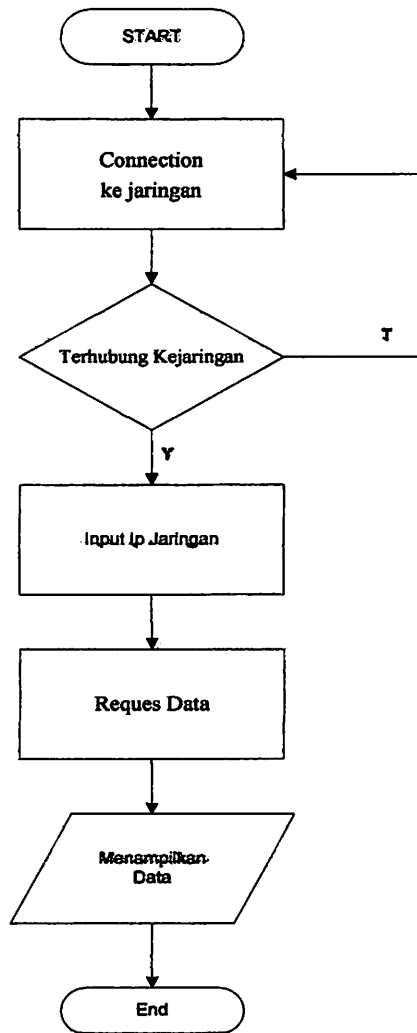 START
Connection
ke jaringan
Terhubung Kejaringan
T
Y
Input Ip Jaringan
Reques Data
Menampilkan
Data
End